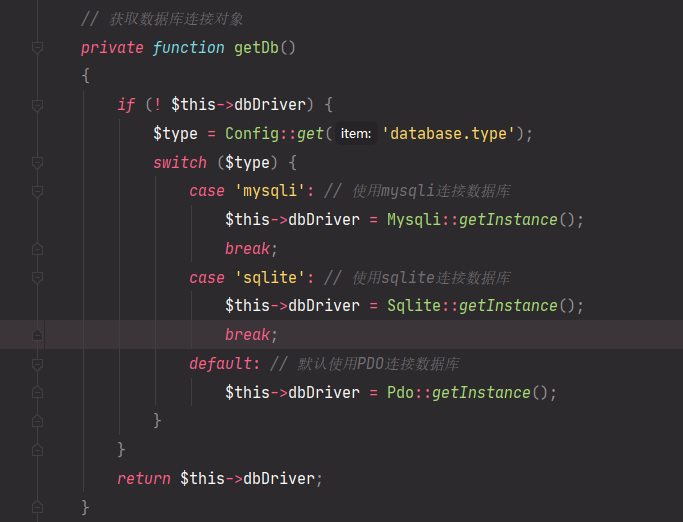 // 获取数据库连接对象
private function getDb()
{
if (! $this->dbDriver) {
$type = Config::get( item: 'database.type');
switch ($type) {
case 'mysqli': // 使用mysqli连接数据库
$this->dbDriver = Mysqli::getInstance();
break;
case 'sqlite': // 使用sqlite连接数据库
$this->dbDriver = Sqlite::getInstance();
break;
default: // 默认使用PDO连接数据库
$this->dbDriver = Pdo::getInstance();
}
}
return $this->dbDriver;
}